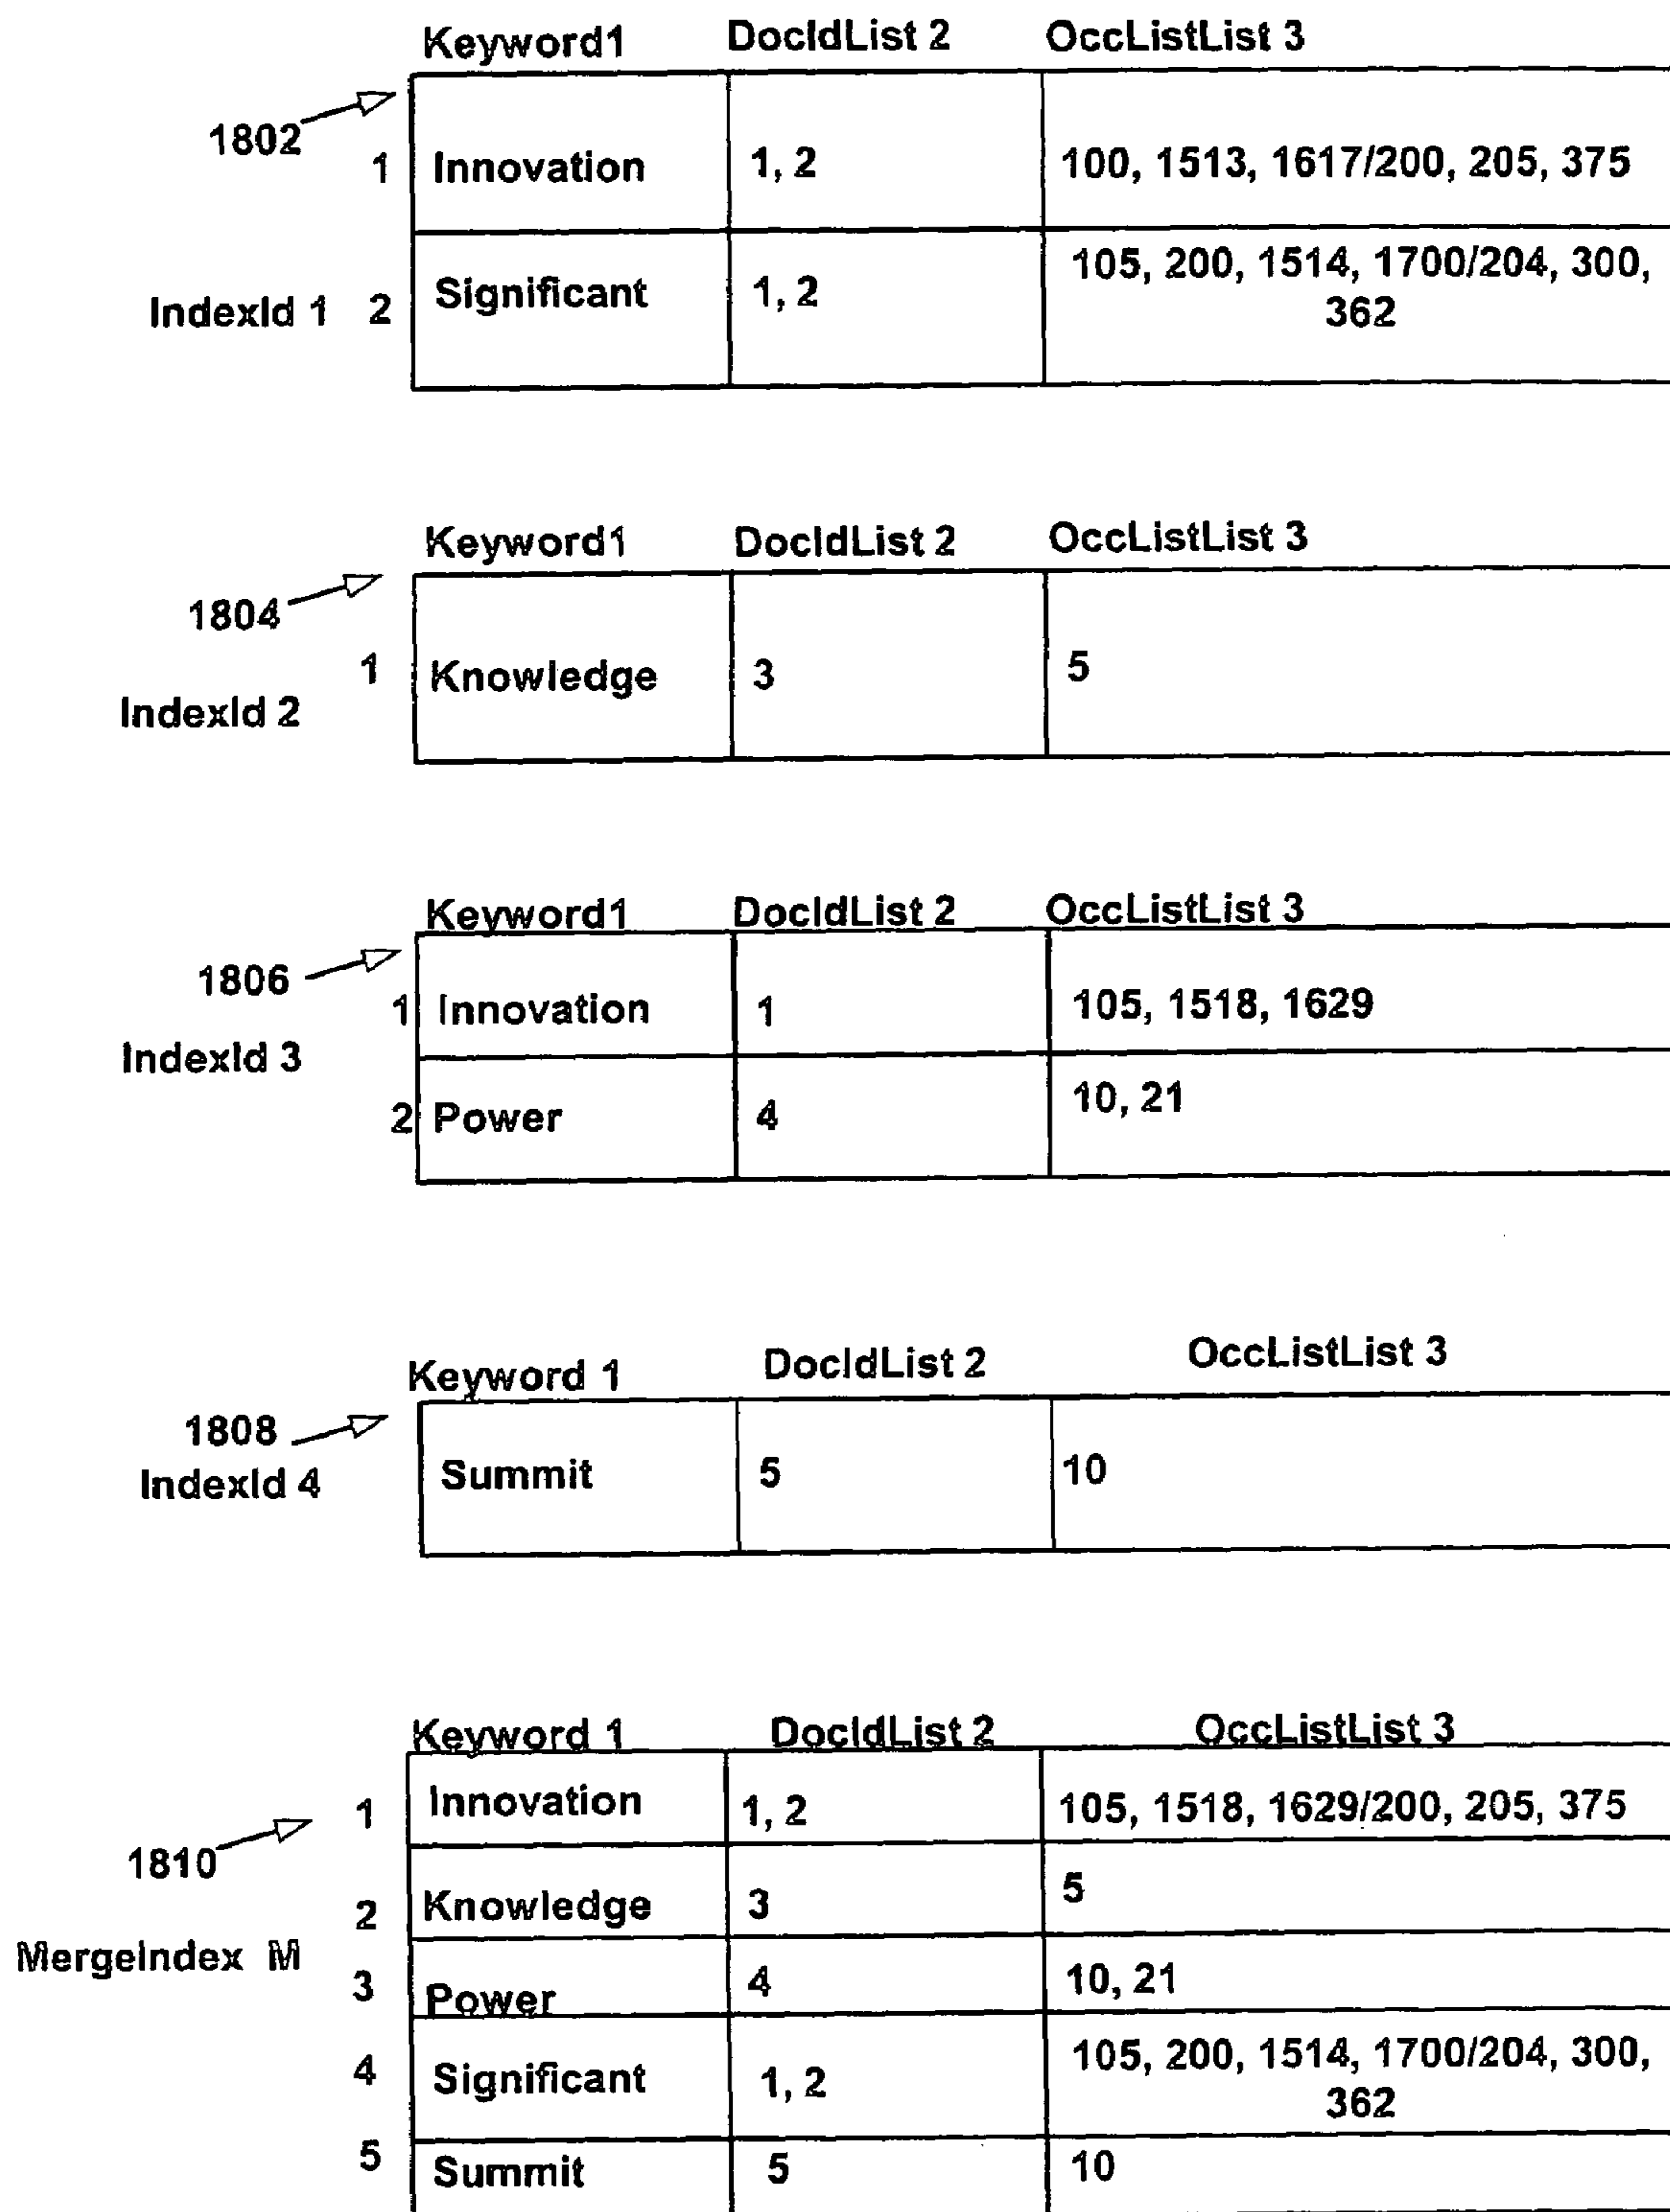 Keyword1 DocIdList 2 OccListList 3
1802
1 Innovation 1, 2 100, 1513, 1617/200, 205, 375
IndexId 1 2 Significant 1, 2 105, 200, 1514, 1700/204, 300,
362
Keyword1 DocIdList 2 OccListList 3
1804
1 Knowledge 3 5
IndexId 2
Keyword1 DocIdList 2 OccListList 3
1806
1 Innovation 1 105, 1518, 1629
IndexId 3
2 Power 4 10, 21
Keyword 1 DocIdList 2 OccListList 3
1808
IndexId 4 Summit 5 10
Keyword 1 DocIdList 2 OccListList 3
1 Innovation 1, 2 105, 1518, 1629/200, 205, 375
1810
2 Knowledge 3 5
MergeIndex M
3 Power 4 10, 21
4 Significant 1, 2 105, 200, 1514, 1700/204, 300,
362
5 Summit 5 10